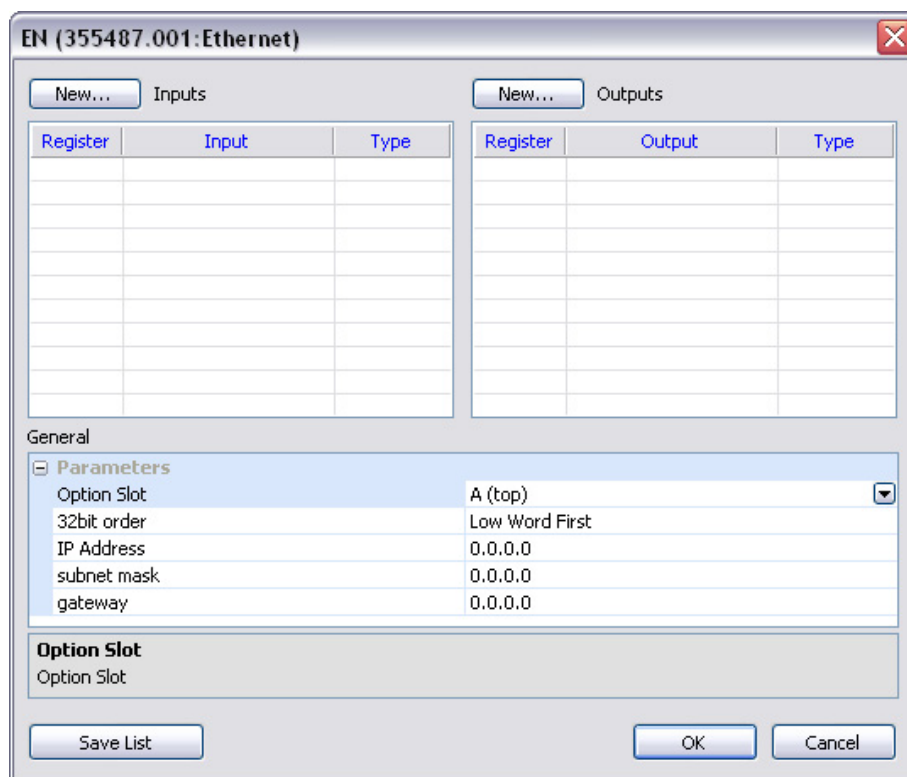 EN (355487.001:Ethernet)
New... Inputs
New... Outputs
Register Input Type
Register Output Type
General
Parameters
Option Slot A (top)
32bit order Low Word First
IP Address 0.0.0.0
subnet mask 0.0.0.0
gateway 0.0.0.0
Option Slot
Option Slot
Save List OK Cancel